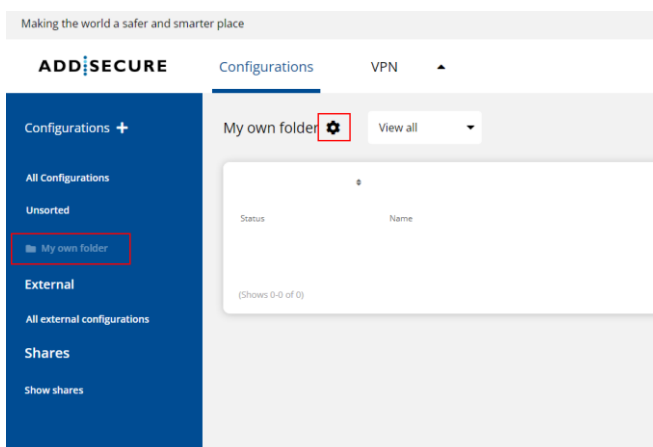 Making the world a safer and smarter place
ADDSECURE
Configurations
VPN
Configurations +
My own folder
View all
All Configurations
Unsorted
Status
Name
My own folder
External
(Shows 0-0 of 0)
All external configurations
Shares
Show shares